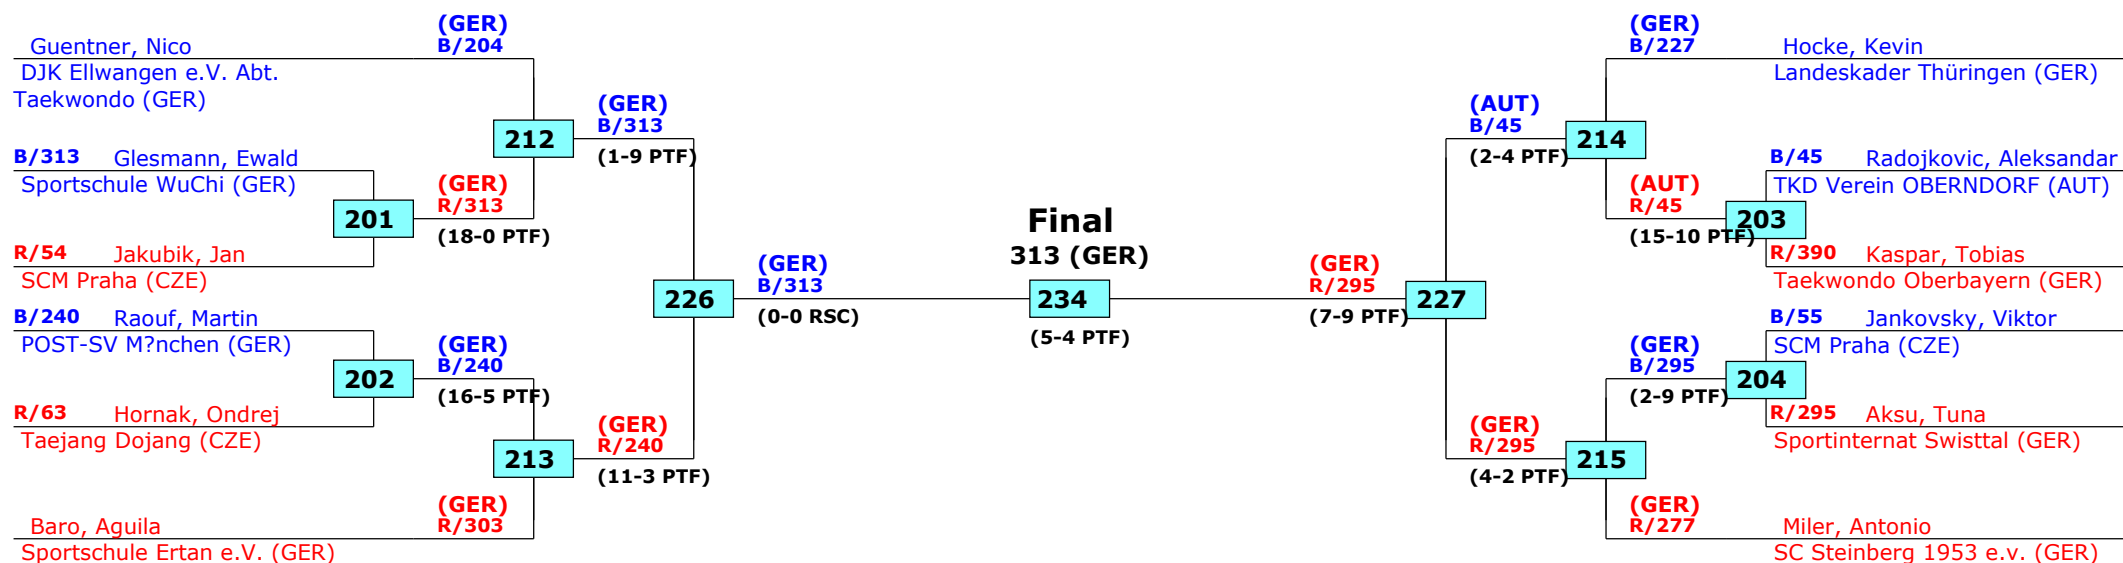 (GER)
B/204
Guentner, Nico
DJK Ellwangen e.V. Abt.
Taekwondo (GER)
212
(GER)
B/313
(1-9 PTF)
B/313 Glesmann, Ewald
Sportschule WuChi (GER)
201
(GER)
R/313
(18-0 PTF)
R/54 Jakubik, Jan
SCM Praha (CZE)
226
(GER)
B/313
(0-0 RSC)
B/240 Raouf, Martin
POST-SV M?nchen (GER)
202
(GER)
B/240
(16-5 PTF)
R/63 Hornak, Ondrej
Taejang Dojang (CZE)
213
(GER)
R/240
(11-3 PTF)
(GER)
R/303
Baro, Aguila
Sportschule Ertan e.V. (GER)
Final
313 (GER)
234
(5-4 PTF)
(GER)
B/227
Hocke, Kevin
Landeskader Thüringen (GER)
(AUT)
B/45
(2-4 PTF)
214
B/45 Radojkovic, Aleksandar
TKD Verein OBERNDORF (AUT)
(AUT)
R/45
(15-10 PTF)
203
R/390 Kaspar, Tobias
Taekwondo Oberbayern (GER)
(GER)
R/295
(7-9 PTF)
227
B/55 Jankovsky, Viktor
SCM Praha (CZE)
(GER)
B/295
(2-9 PTF)
204
R/295 Aksu, Tuna
Sportinternat Swisttal (GER)
(GER)
R/295
(4-2 PTF)
215
(GER)
R/277
Miler, Antonio
SC Steinberg 1953 e.v. (GER)